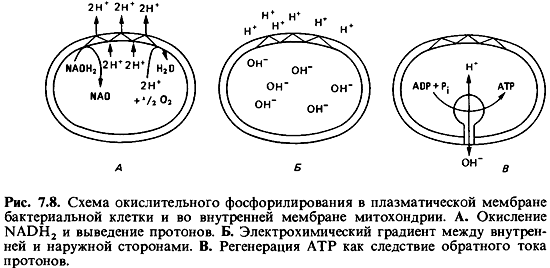 2H⁺ 2H⁺ 2H⁺
NADH₂ 2H⁺ 2H⁺ H₂O
2H⁺
NAD + ¹/₂ O₂
А
H⁺ H⁺ H⁺ H⁺ H⁺ H⁺
OH⁻ OH⁻
OH⁻ OH⁻ OH⁻
OH⁻
Б
H⁺
ADP + Pᵢ ATP
OH⁻
В
Рис. 7.8. Схема окислительного фосфорилирования в плазматической мембране
бактериальной клетки и во внутренней мембране митохондрии. А. Окисление
NADH₂ и выведение протонов. Б. Электрохимический градиент между внутрен-
ней и наружной сторонами. В. Регенерация АТР как следствие обратного тока
протонов.